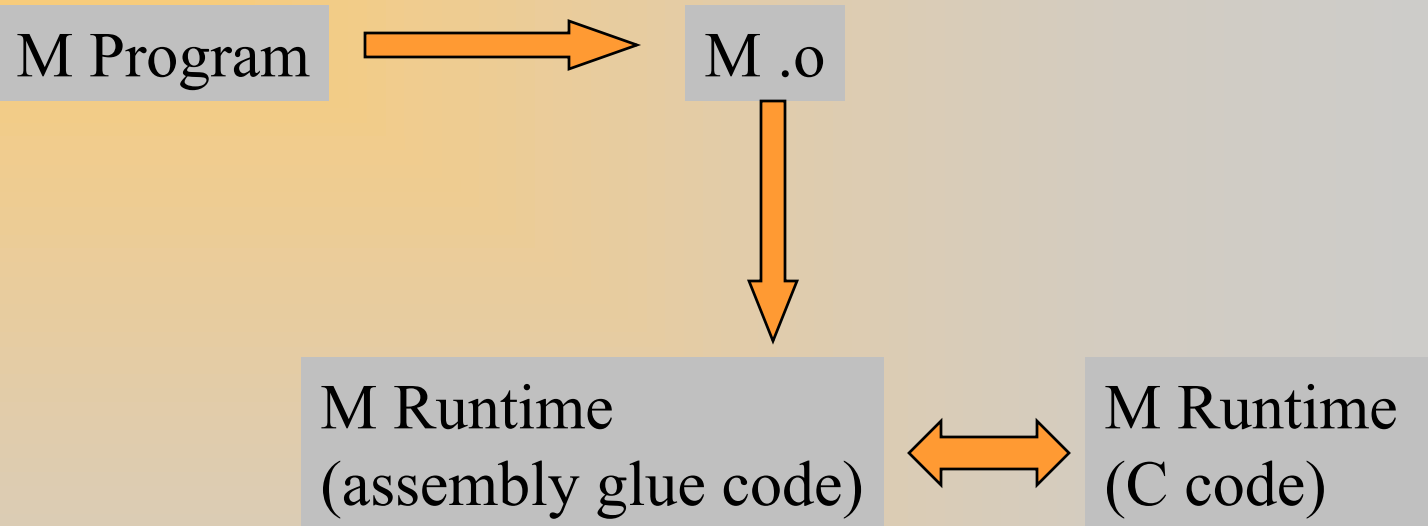 M Program
M .o
M Runtime
(assembly glue code)
M Runtime
(C code)